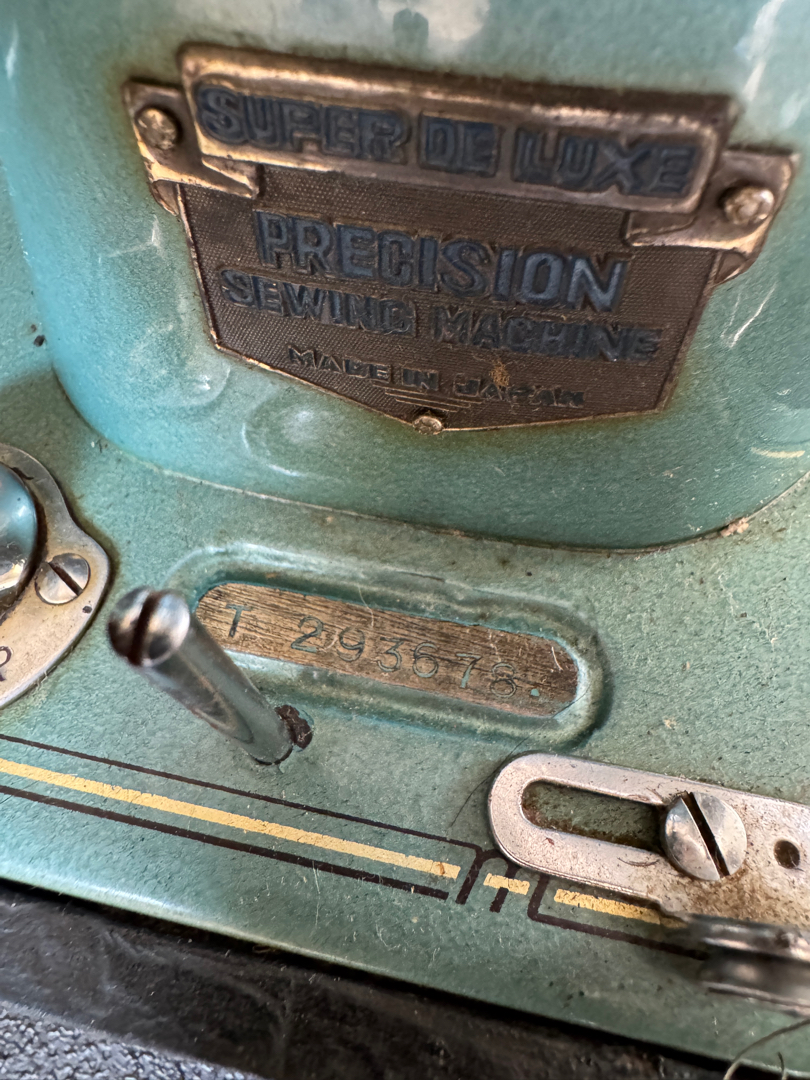 SUPER DE LUXE
PRECISION
SEWING MACHINE
MADE IN JAPAN
T 293678.
R